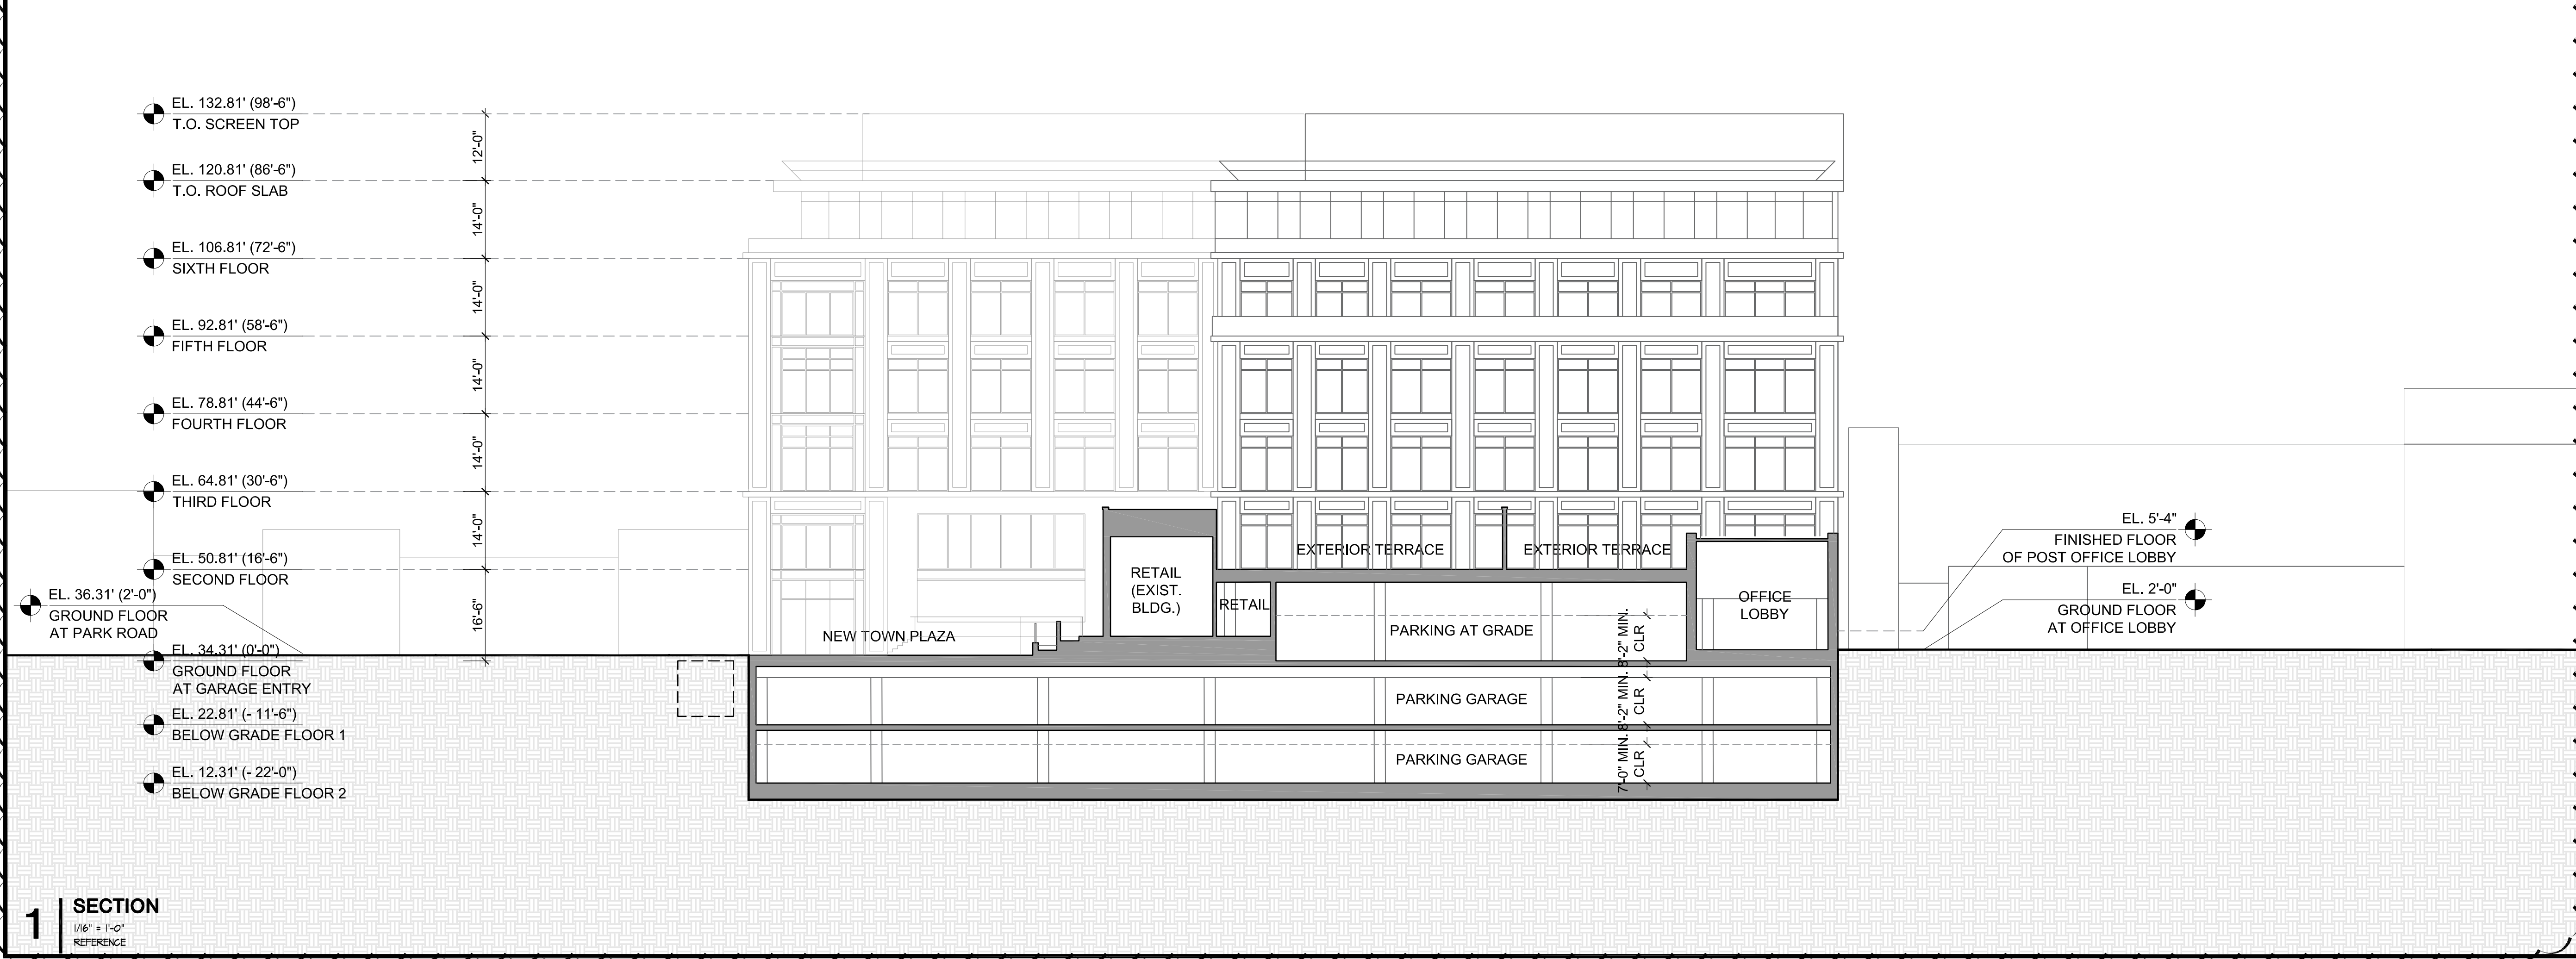 EL. 132.81' (98'-6")
T.O. SCREEN TOP
12'-0"
EL. 120.81' (86'-6")
T.O. ROOF SLAB
14'-0"
EL. 106.81' (72'-6")
SIXTH FLOOR
14'-0"
EL. 92.81' (58'-6")
FIFTH FLOOR
14'-0"
EL. 78.81' (44'-6")
FOURTH FLOOR
14'-0"
EL. 64.81' (30'-6")
THIRD FLOOR
14'-0"
EL. 50.81' (16'-6")
SECOND FLOOR
16'-6"
EL. 36.31' (2'-0")
GROUND FLOOR
AT PARK ROAD
EL. 34.31' (0'-0")
GROUND FLOOR
AT GARAGE ENTRY
EL. 22.81' (- 11'-6")
BELOW GRADE FLOOR 1
EL. 12.31' (- 22'-0")
BELOW GRADE FLOOR 2
NEW TOWN PLAZA
RETAIL
(EXIST.
BLDG.)
RETAIL
EXTERIOR TERRACE
EXTERIOR TERRACE
OFFICE
LOBBY
PARKING AT GRADE
8'-2" MIN.
CLR
PARKING GARAGE
8'-2" MIN.
CLR
PARKING GARAGE
7'-0" MIN.
CLR
EL. 5'-4"
FINISHED FLOOR
OF POST OFFICE LOBBY
EL. 2'-0"
GROUND FLOOR
AT OFFICE LOBBY
1
SECTION
1/16" = 1'-0"
REFERENCE